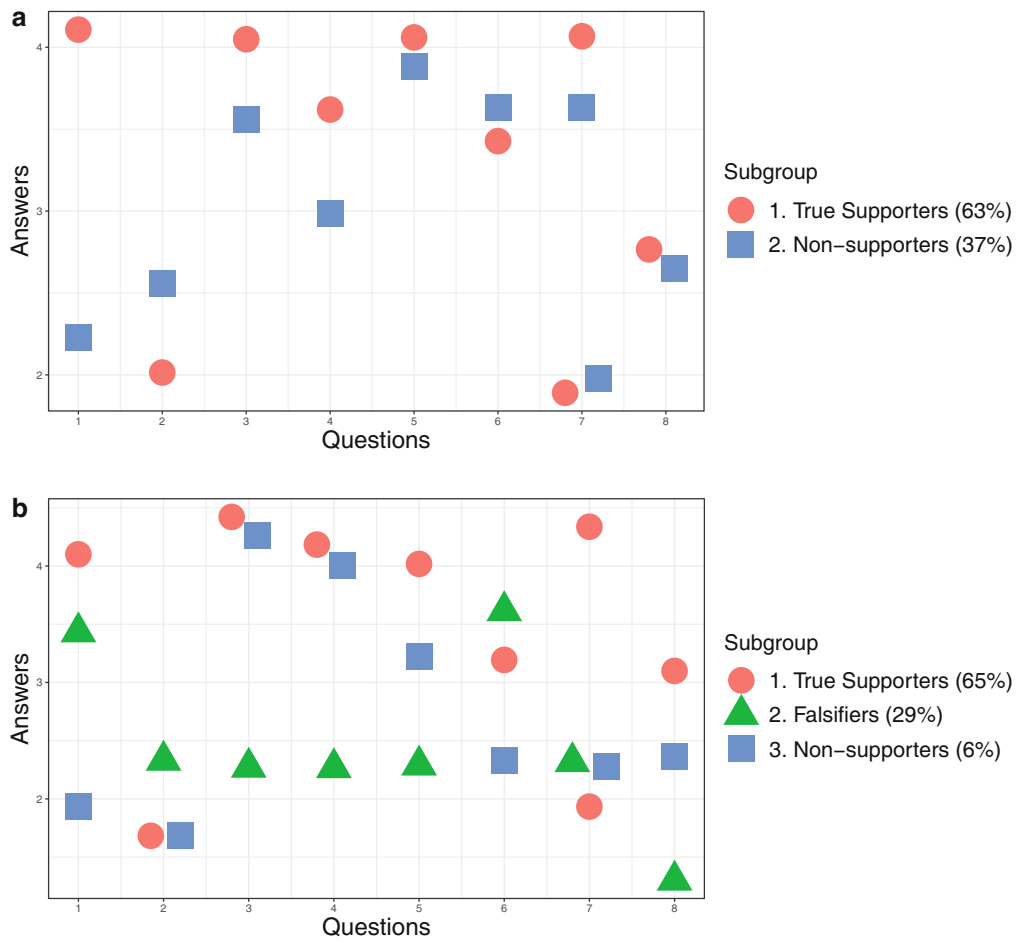 a
4
3
2
Answers
1 2 3 4 5 6 7 8
Questions
Subgroup
1. True Supporters (63%)
2. Non−supporters (37%)
b
4
3
2
Answers
1 2 3 4 5 6 7 8
Questions
Subgroup
1. True Supporters (65%)
2. Falsifiers (29%)
3. Non−supporters (6%)